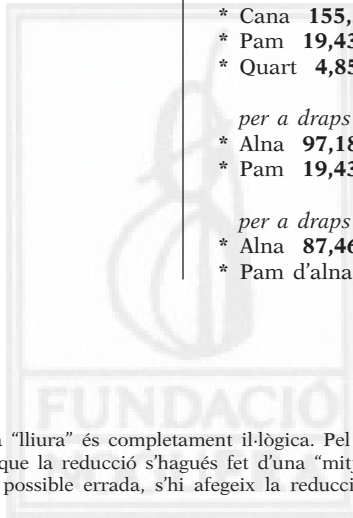 * Cana 155,
* Pam 19,43
* Quart 4,85
per a draps
* Alna 97,18
* Pam 19,43
per a draps
* Alna 87,46
* Pam d'alna
FUNDACIÓ
"lliura" és completament il·lògica. Pel
que la reducció s'hagués fet d'una "mitj
possible errada, s'hi afegeix la reducci